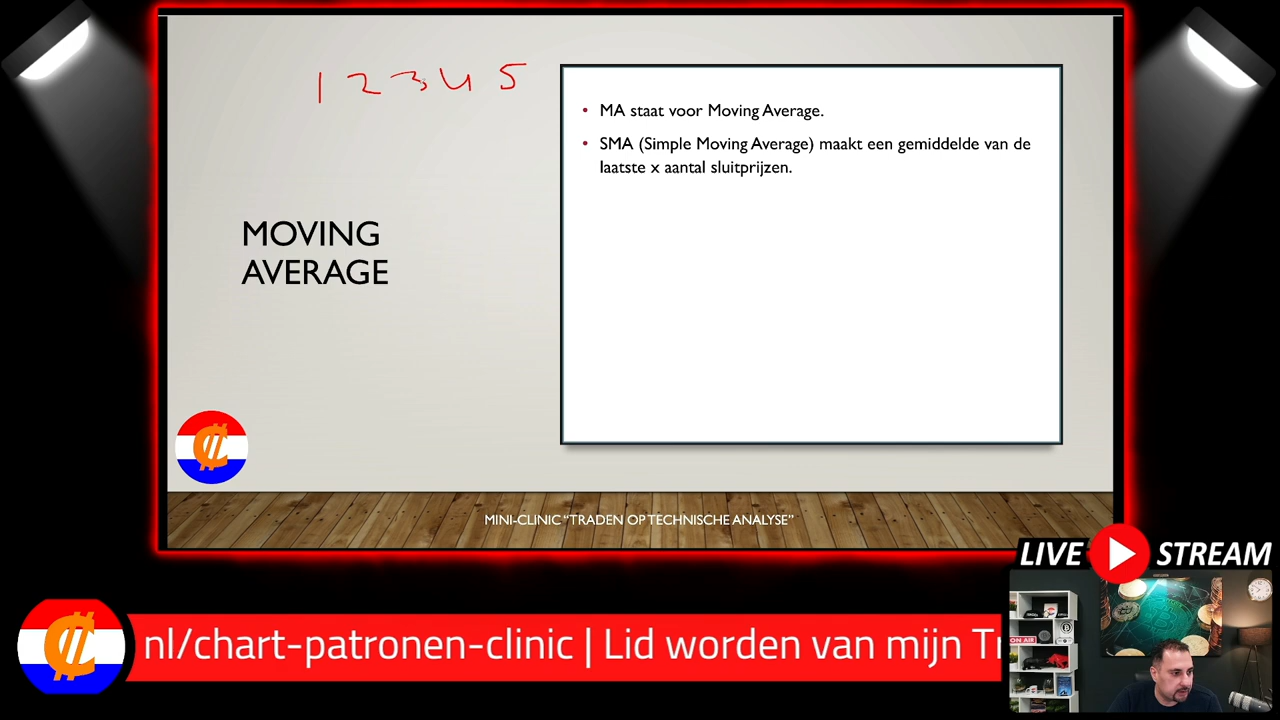 1 2 3 4 5
MA staat voor Moving Average.
SMA (Simple Moving Average) maakt een gemiddelde van de
laatste x aantal sluitprijzen.
MOVING
AVERAGE
MINI-CLINIC “TRADEN OP TECHNISCHE ANALYSE”
LIVE STREAM
ON AIR
nl/chart-patronen-clinic | Lid worden van mijn Tr